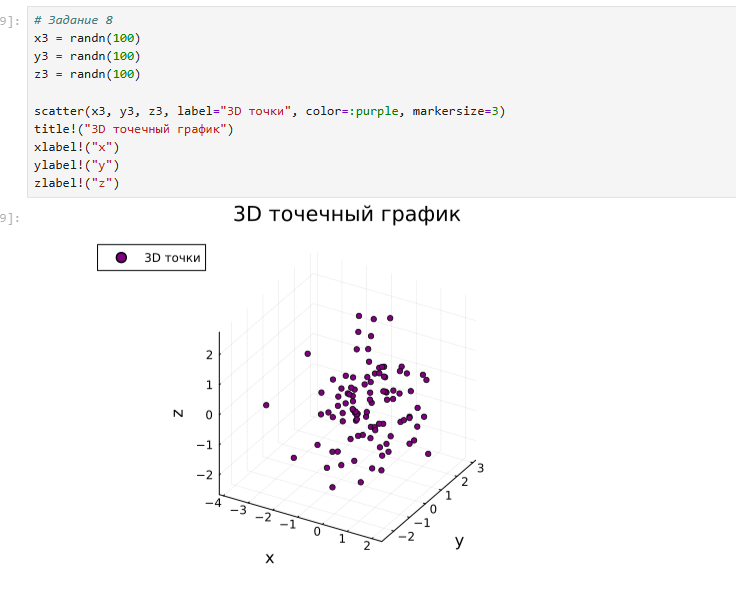 9]:
# Задание 8
x3 = randn(100)
y3 = randn(100)
z3 = randn(100)
scatter(x3, y3, z3, label="3D точки", color=:purple, markersize=3)
title!("3D точечный график")
xlabel!("x")
ylabel!("y")
zlabel!("z")
9]:
3D точечный график
3D точки
2
1
0
−1
−2
z
−4
−3
−2
−1
0
1
2
x
−2
−1
0
1
2
3
y